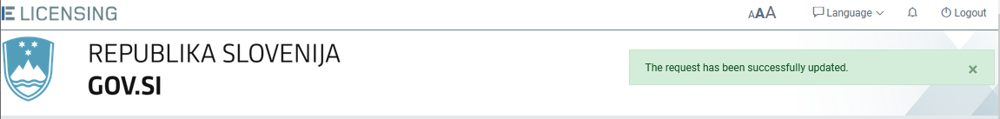 E LICENSING
AAA
Language
Logout
REPUBLIKA SLOVENIJA
GOV.SI
The request has been successfully updated.
×